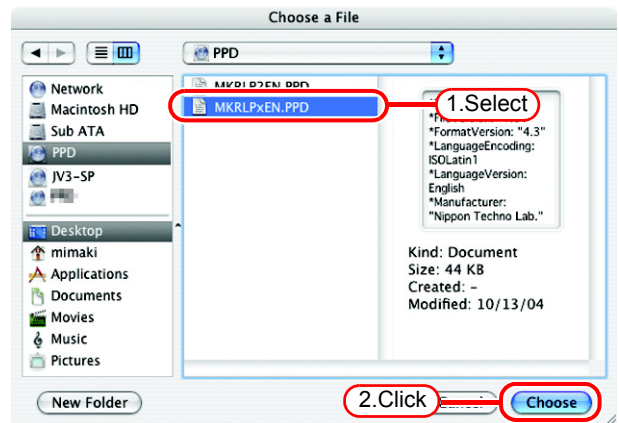 Choose a File
PPD
Network
Macintosh HD
Sub ATA
PPD
JV3-SP
Desktop
mimaki
Applications
Documents
Movies
Music
Pictures
MKRLP2EN.PPD
MKRLPxEN.PPD
1.Select
*FormatVersion: "4.3"
*LanguageEncoding:
ISOLatin1
*LanguageVersion:
English
*Manufacturer:
"Nippon Techno Lab."
Kind: Document
Size: 44 KB
Created: –
Modified: 10/13/04
New Folder
2.Click
Cancel
Choose